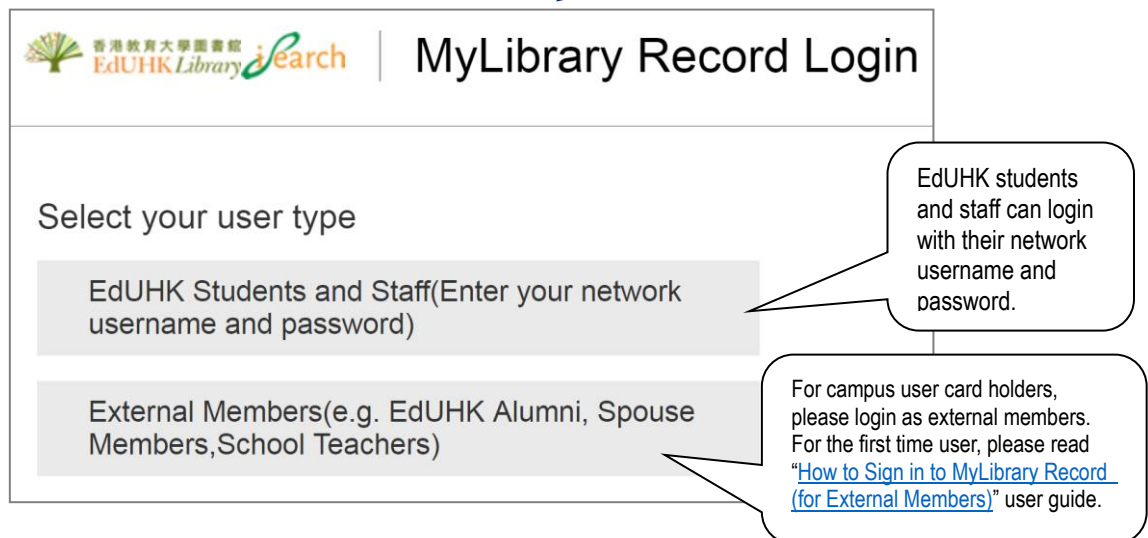 香港教育大學圖書館
EdUHK Library iSearch
MyLibrary Record Login
Select your user type
EdUHK Students and Staff(Enter your network
username and password)
EdUHK students
and staff can login
with their network
username and
password.
External Members(e.g. EdUHK Alumni, Spouse
Members,School Teachers)
For campus user card holders,
please login as external members.
For the first time user, please read
“How to Sign in to MyLibrary Record
(for External Members)” user guide.